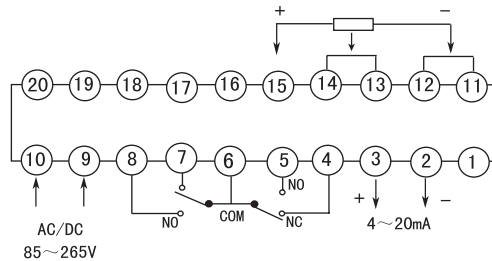 + −
20 19 18 17 16 15 14 13 12 11
10 9 8 7 6 5 4 3 2 1
NO COM NO NC + −
AC/DC 4～20mA
85～265V